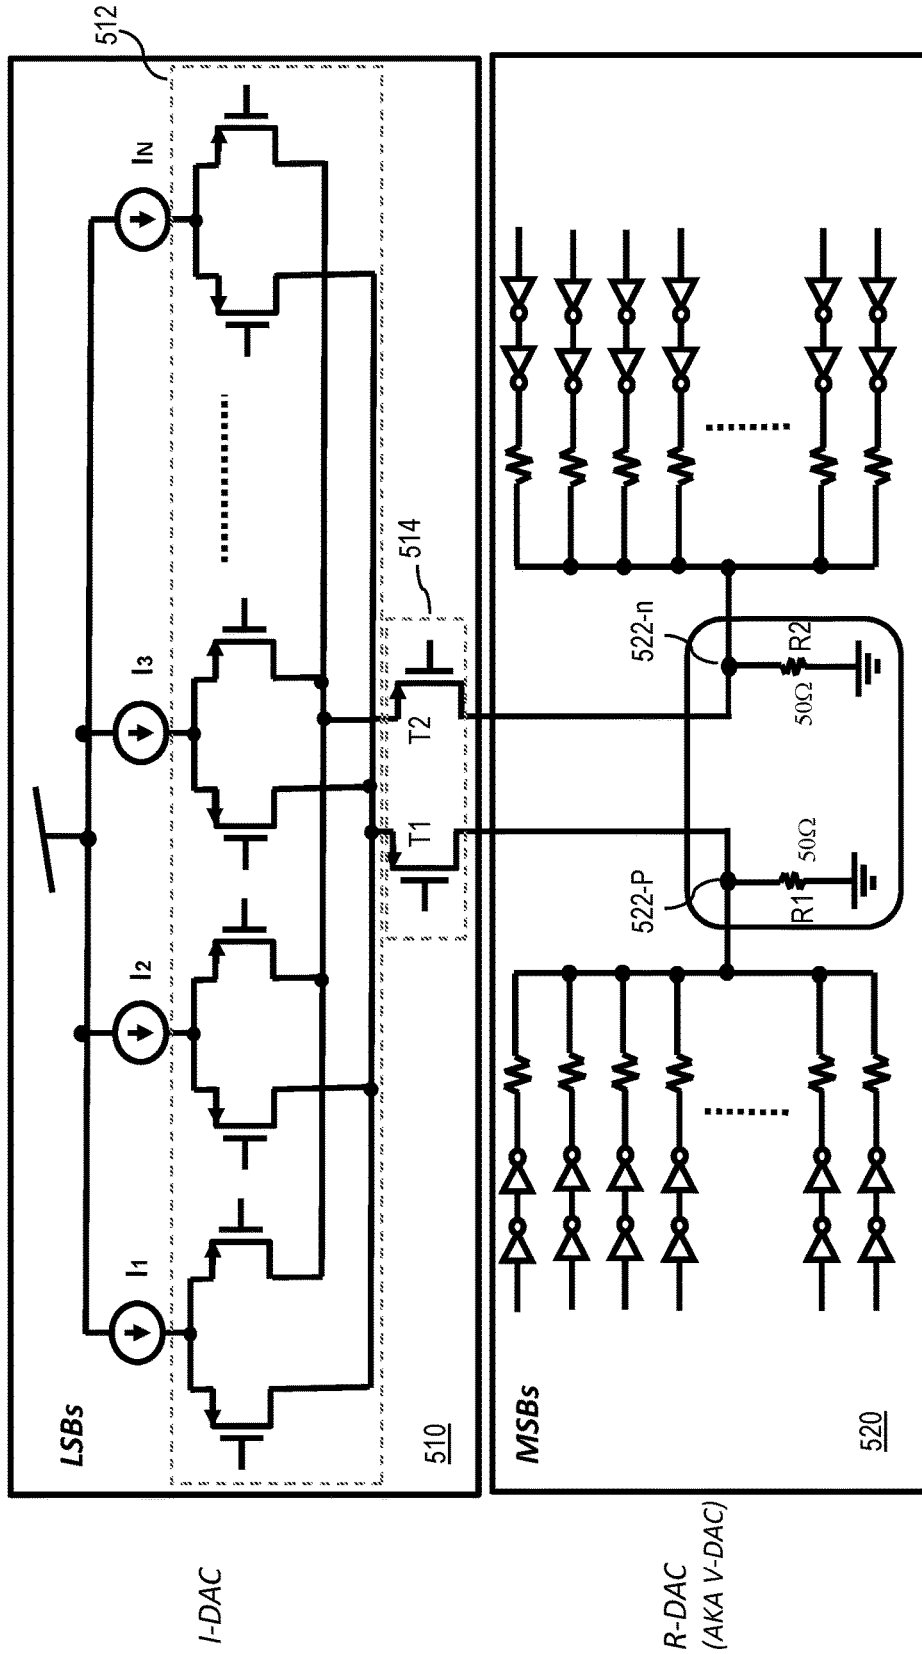 I-DAC
LSBs
I1
I2
I3
IN
512
510
T1
T2
514
R-DAC
(AKA V-DAC)
MSBs
520
522-P
522-n
R1
50Ω
50Ω
R2